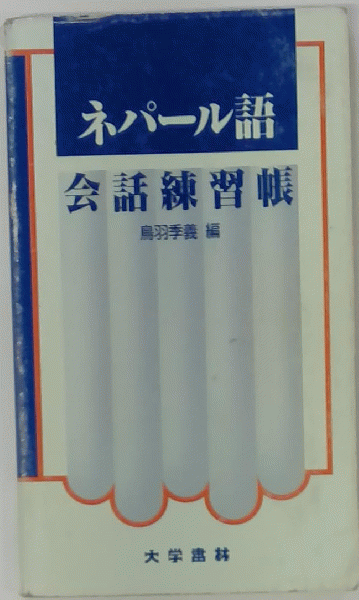 ネパール語
会話練習帳
鳥羽季義 編
大学書林